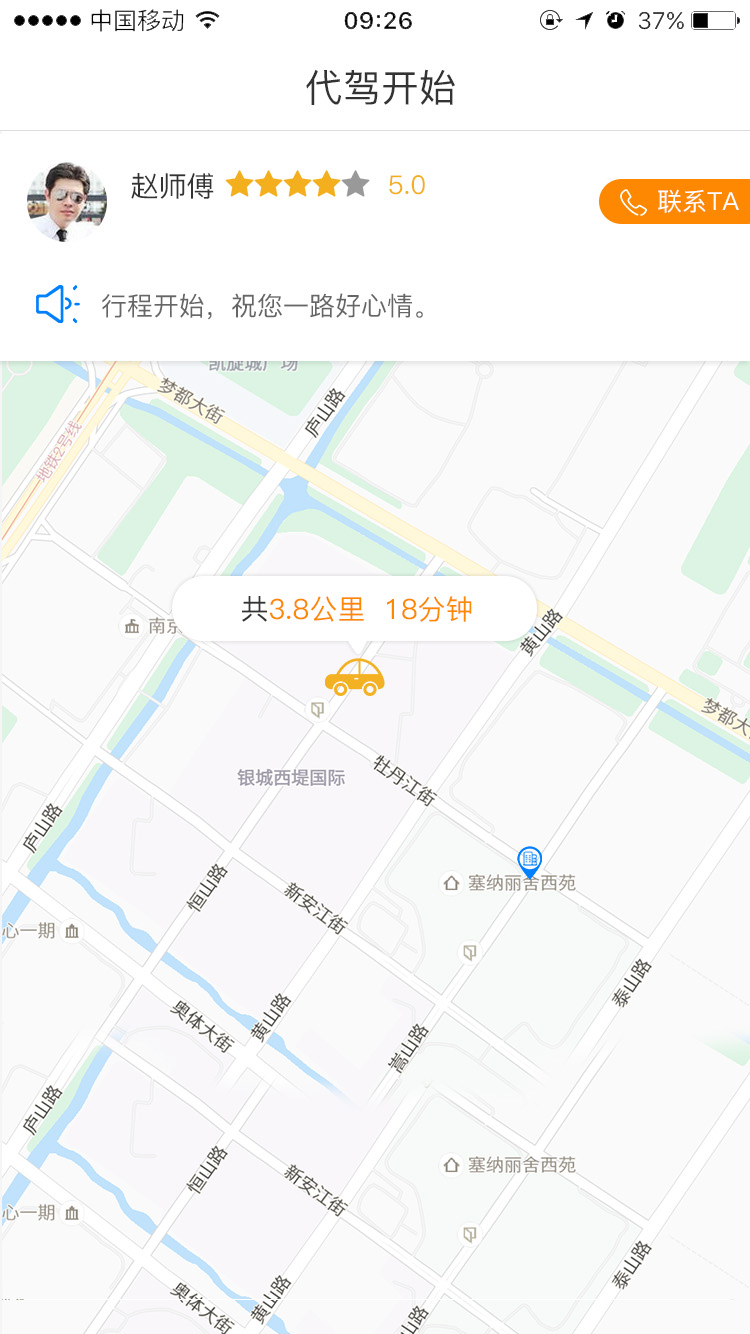 中国移动 09:26 37%
代驾开始
赵师傅 5.0 联系TA
行程开始，祝您一路好心情。
凯旋城广场
梦都大街
庐山路
地铁2号线
共3.8公里 18分钟
南京
黄山路
梦都大
牡丹江街
银城西堤国际
庐山路
塞纳丽舍西苑
恒山路
新安江街
心一期
泰山路
奥体大街
黄山路
嵩山路
庐山路
塞纳丽舍西苑
恒山路
新安江街
心一期
泰山路
奥体大街
黄山路
山路